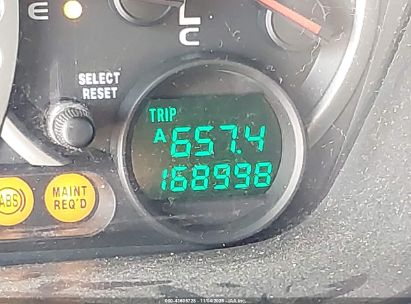 E
C
SELECT
RESET
TRIP
A 657.4
168998
ABS
MAINT
REQ'D